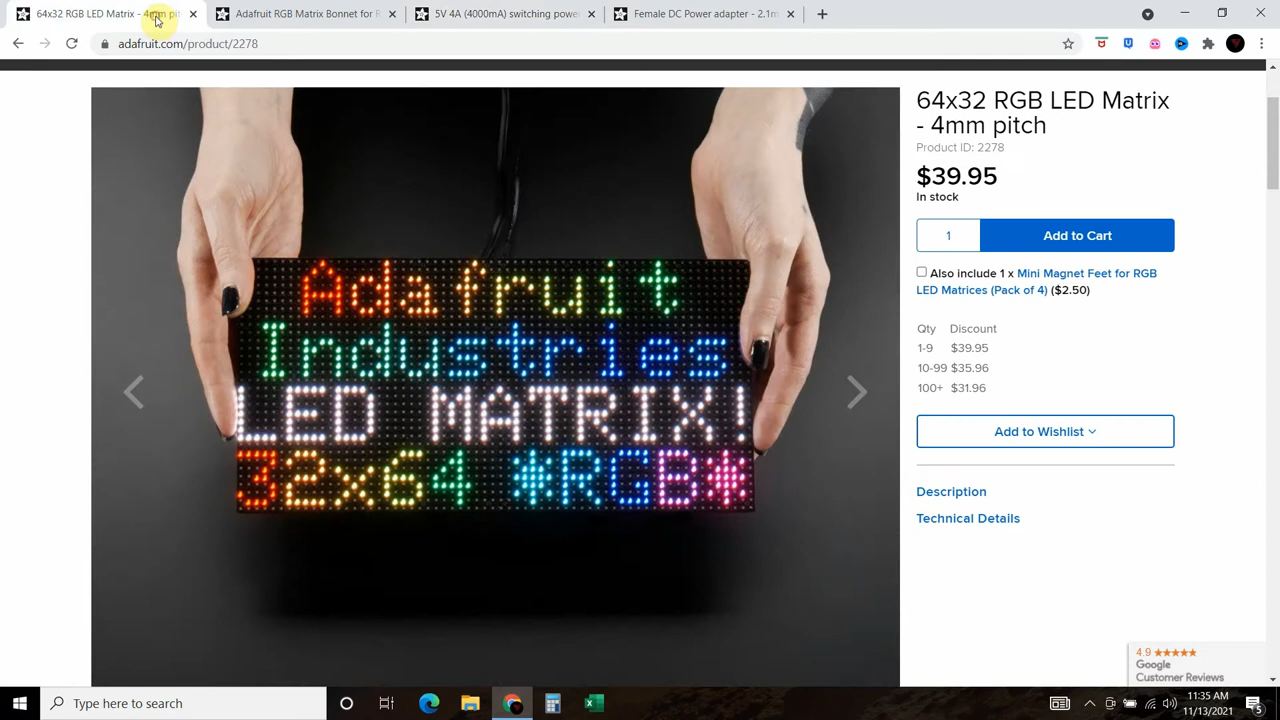 64x32 RGB LED Matrix - 4mm pit
Adafruit RGB Matrix Bonnet for R
5V 4A (4000mA) switching power
Female DC Power adapter - 2.1m
adafruit.com/product/2278
64x32 RGB LED Matrix
- 4mm pitch
Product ID: 2278
$39.95
In stock
1
Add to Cart
Also include 1 x Mini Magnet Feet for RGB
LED Matrices (Pack of 4) ($2.50)
Qty Discount
1-9 $39.95
10-99 $35.96
100+ $31.96
Add to Wishlist
Description
Technical Details
Adafruit
Industries
LED MATRIX!
32x64 *RGB*
4.9 ★★★★★
Google
Customer Reviews
Type here to search
11:35 AM
11/13/2021
5